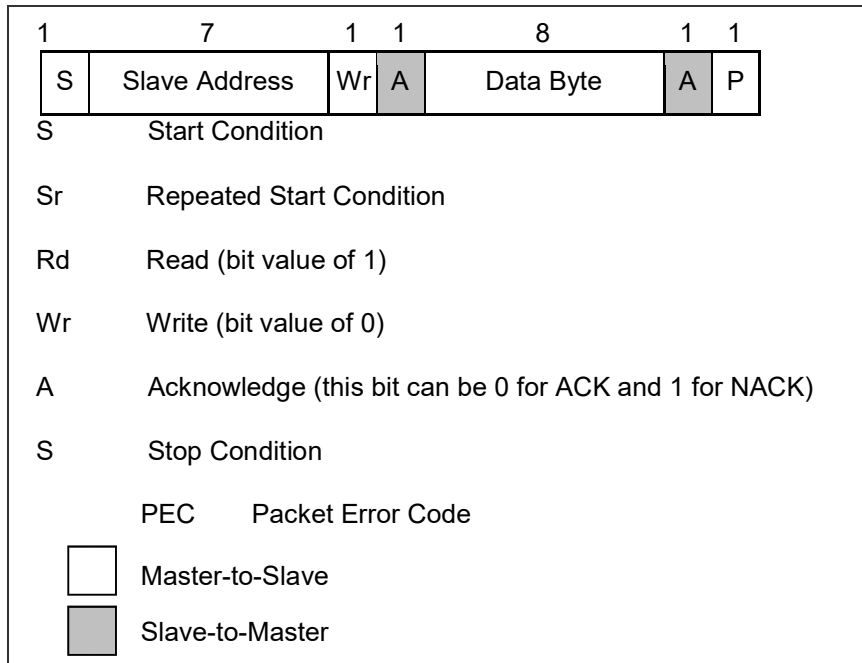 1 7 1 1 8 1 1
S Slave Address Wr A Data Byte A P
S Start Condition
Sr Repeated Start Condition
Rd Read (bit value of 1)
Wr Write (bit value of 0)
A Acknowledge (this bit can be 0 for ACK and 1 for NACK)
S Stop Condition
PEC Packet Error Code
Master-to-Slave
Slave-to-Master